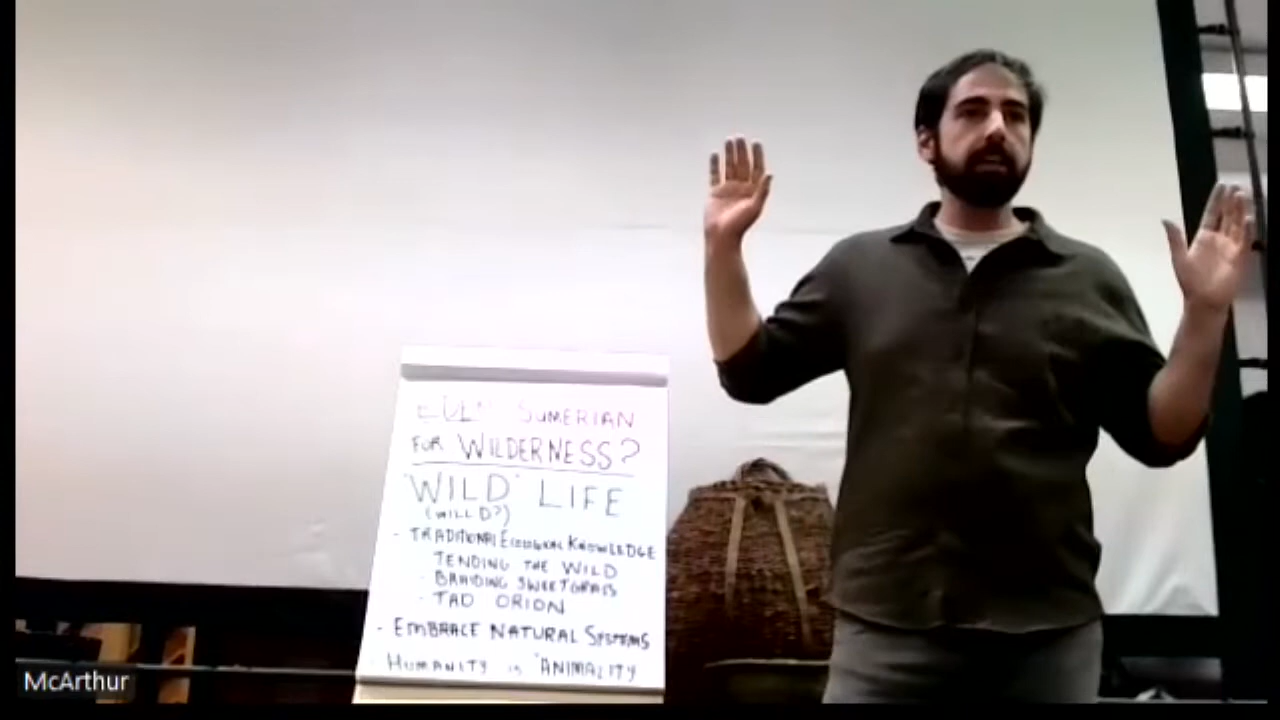 SUMERIAN
FOR WILDERNESS?
"WILD" LIFE
(WILLD?)
- TRADITIONAL ECOLOGICAL KNOWLEDGE
TENDING THE WILD
- BRAIDING SWEETGRASS
- TAO ORION
- EMBRACE NATURAL SYSTEMS
- HUMANITY is "ANIMALITY
McArthur